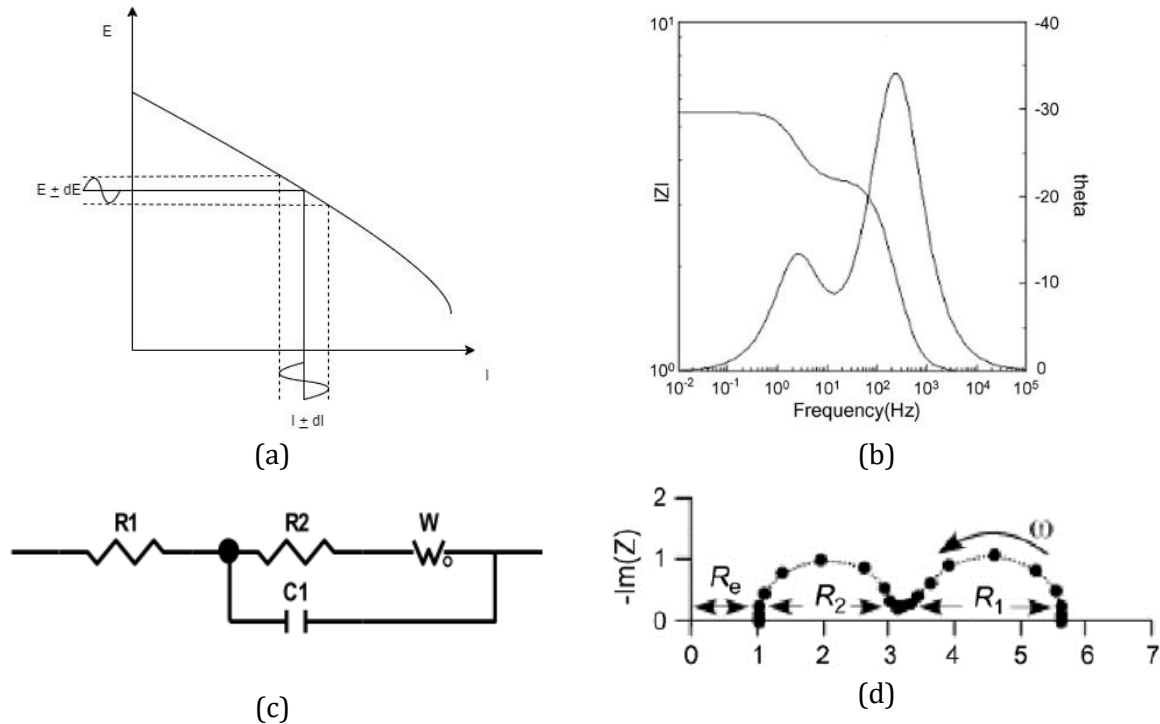 E
E ± dE
I
I ± dI
(a)
10¹
|Z|
10⁰
-40
-30
-20
-10
0
theta
10⁻² 10⁻¹ 10⁰ 10¹ 10² 10³ 10⁴ 10⁵
Frequency(Hz)
(b)
R1 R2 W
o
C1
(c)
2
1
0
-Im(Z)
ω
Re R2 R1
0 1 2 3 4 5 6 7
(d)